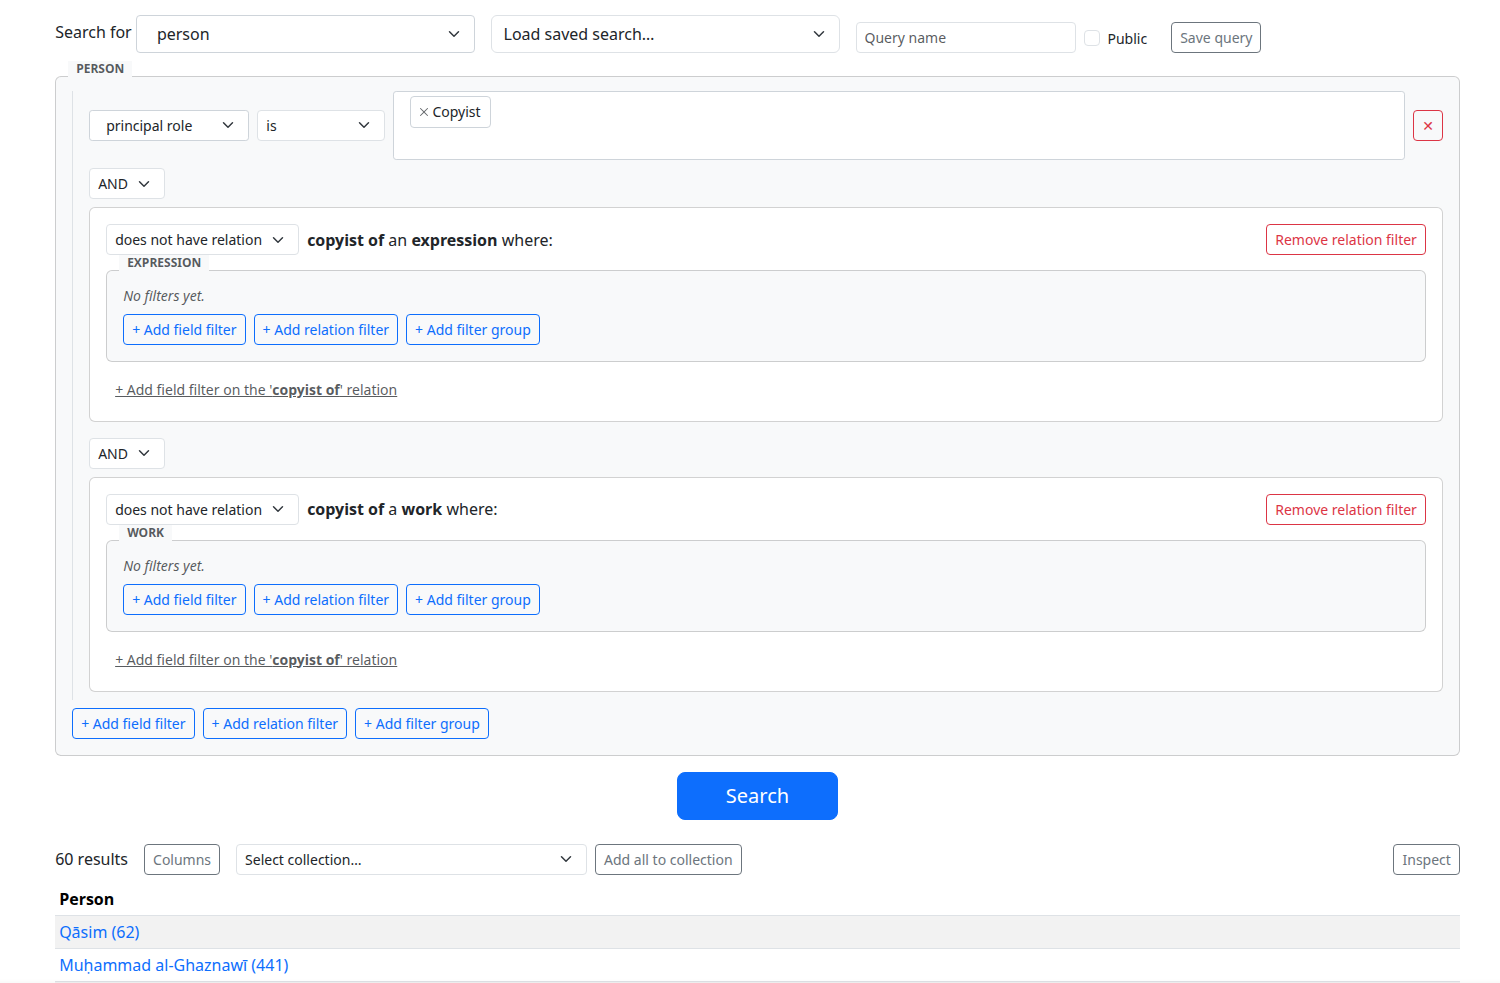 Search for person Load saved search... Query name Public Save query
PERSON
principal role is × Copyist ×
AND
does not have relation copyist of an expression where: Remove relation filter
EXPRESSION
No filters yet.
+ Add field filter + Add relation filter + Add filter group
+ Add field filter on the 'copyist of' relation
AND
does not have relation copyist of a work where: Remove relation filter
WORK
No filters yet.
+ Add field filter + Add relation filter + Add filter group
+ Add field filter on the 'copyist of' relation
+ Add field filter + Add relation filter + Add filter group
Search
60 results Columns Select collection... Add all to collection Inspect
Person
Qāsim (62)
Muḥammad al-Ghaznawī (441)